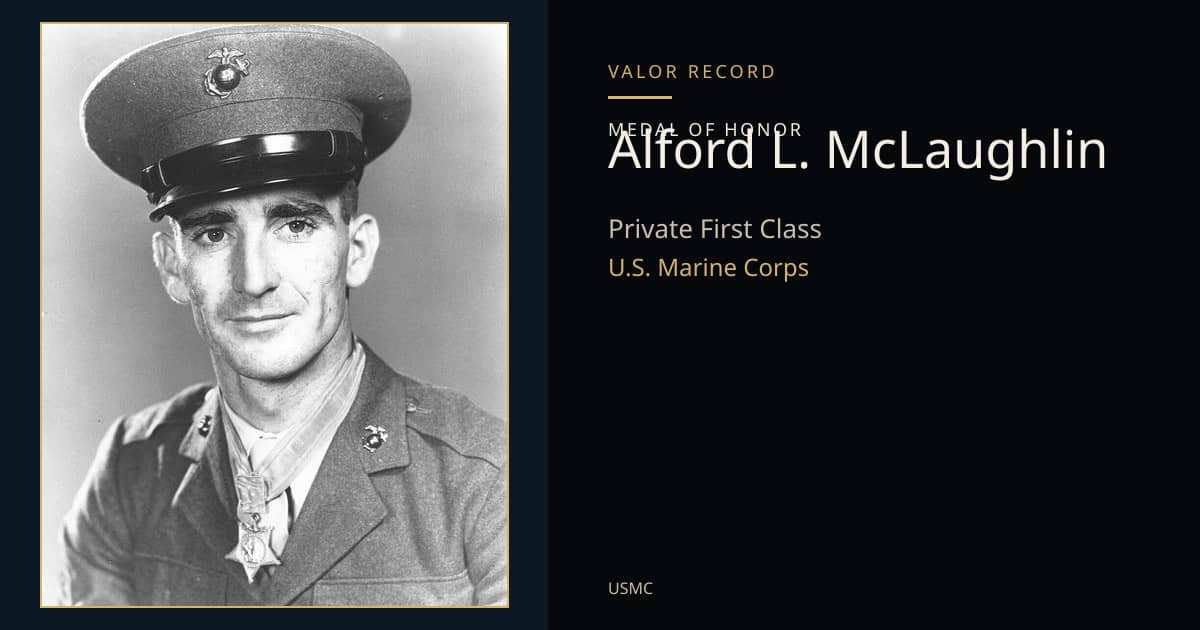 VALOR RECORD
MEDAL OF HONOR
Alford L. McLaughlin
Private First Class
U.S. Marine Corps
USMC